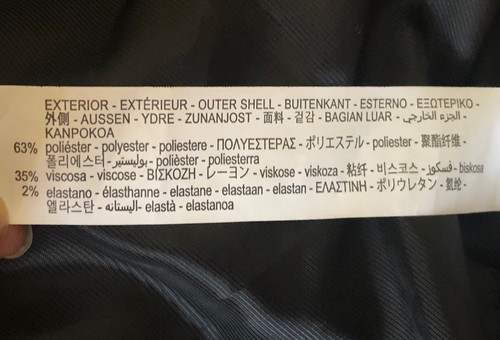 EXTERIOR - EXTÉRIEUR - OUTER SHELL - BUITENKANT - ESTERNO - ΕΞΩΤΕΡΙΚΟ -
外側 - AUSSEN - YDRE - ZUNANJOST - 面料 - 겉감 - BAGIAN LUAR - الجزء الخارجي -
KANPOKOA
63% poliéster - polyester - poliestere - ΠΟΛΥΕΣΤΕΡΑΣ - ポリエステル - poliester - 聚酯纤维 -
폴리에스터 - بوليستير - polièster - poliesterra
35% viscosa - viscose - ΒΙΣΚΟΖΗ - レーヨン - viskose - viskoza - 粘纤 - 비스코스 - فسكوز - biskosa
2% elastano - élasthanne - elastane - elastaan - elastan - ΕΛΑΣΤΙΝΗ - ポリウレタン - 氨纶 -
엘라스탄 - اليستانه - elastà - elastanoa